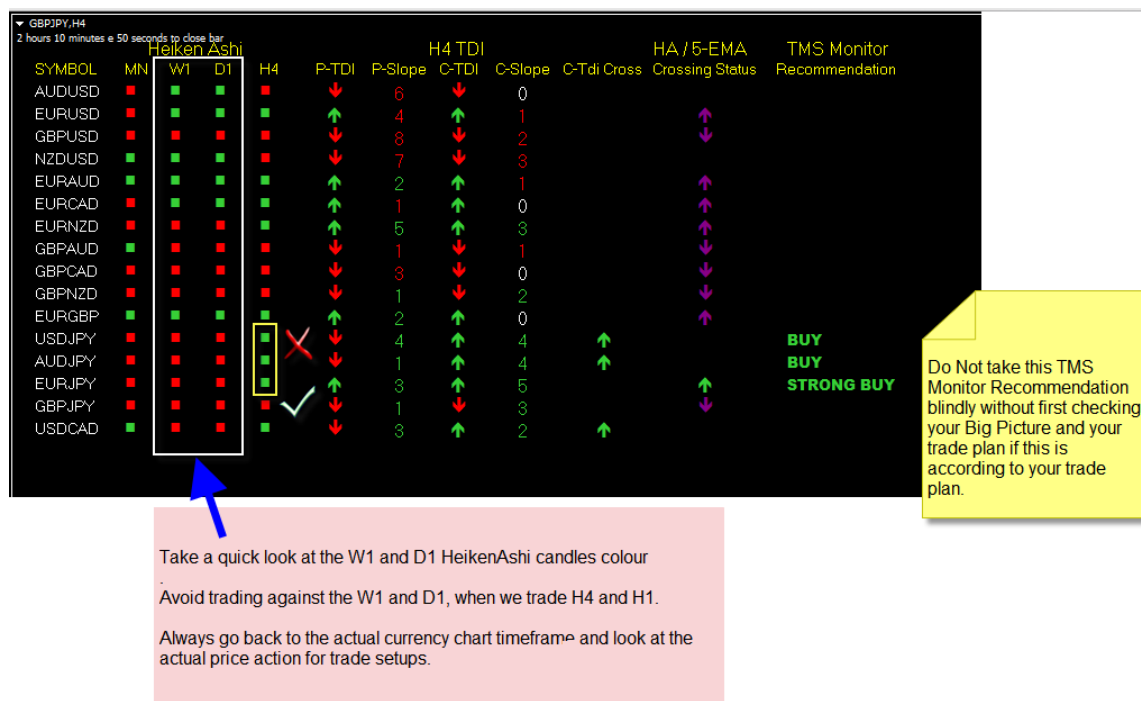 GBPJPY,H4
2 hours 10 minutes e 50 seconds to close bar
Heiken Ashi H4 TDI HA / 5-EMA TMS Monitor
SYMBOL MN W1 D1 H4 P-TDI P-Slope C-TDI C-Slope C-Tdi Cross Crossing Status Recommendation
AUDUSD 6 0
EURUSD 4 1
GBPUSD 8 2
NZDUSD 7 3
EURAUD 2 1
EURCAD 1 0
EURNZD 5 3
GBPAUD 1 1
GBPCAD 3 0
GBPNZD 1 2
EURGBP 2 0
USDJPY 4 4 BUY
AUDJPY 1 4 BUY
EURJPY 3 5 STRONG BUY
GBPJPY 1 3
USDCAD 3 2
Do Not take this TMS
Monitor Recommendation
blindly without first checking
your Big Picture and your
trade plan if this is
according to your trade
plan.
Take a quick look at the W1 and D1 HeikenAshi candles colour
.
Avoid trading against the W1 and D1, when we trade H4 and H1.
Always go back to the actual currency chart timeframe and look at the
actual price action for trade setups.